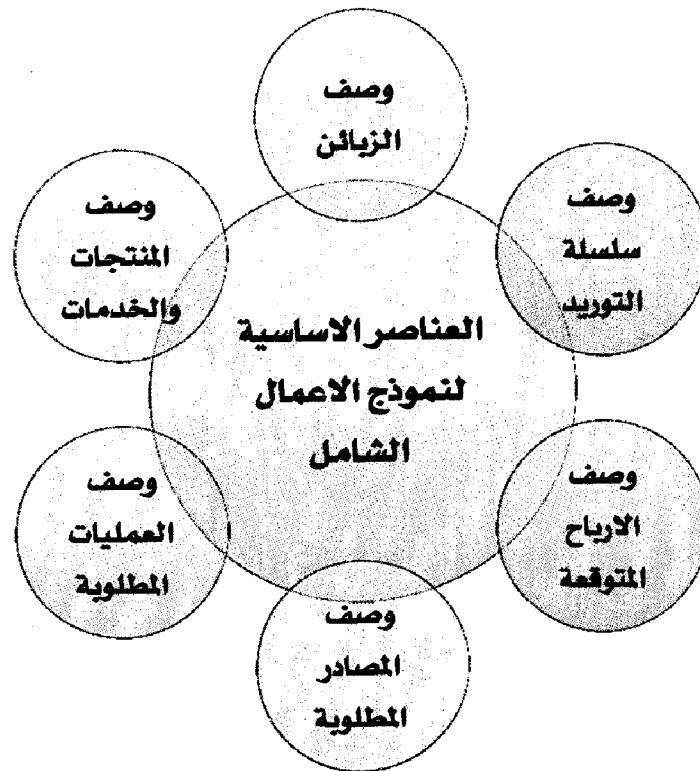 وصف
الزبائن
وصف
سلسلة
التوريد
وصف
الارباح
المتوقعة
وصف
المصادر
المطلوبة
وصف
العمليات
المطلوبة
وصف
المنتجات
والخدمات
العناصر الاساسية
لنموذج الاعمال
الشامل